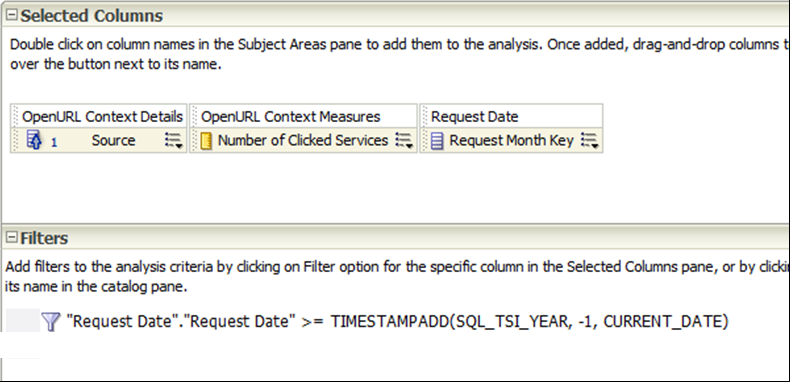 Selected Columns
Double click on column names in the Subject Areas pane to add them to the analysis. Once added, drag-and-drop columns t
over the button next to its name.
OpenURL Context Details OpenURL Context Measures Request Date
1 Source Number of Clicked Services Request Month Key
Filters
Add filters to the analysis criteria by clicking on Filter option for the specific column in the Selected Columns pane, or by clickin
its name in the catalog pane.
"Request Date"."Request Date" >= TIMESTAMPADD(SQL_TSI_YEAR, -1, CURRENT_DATE)